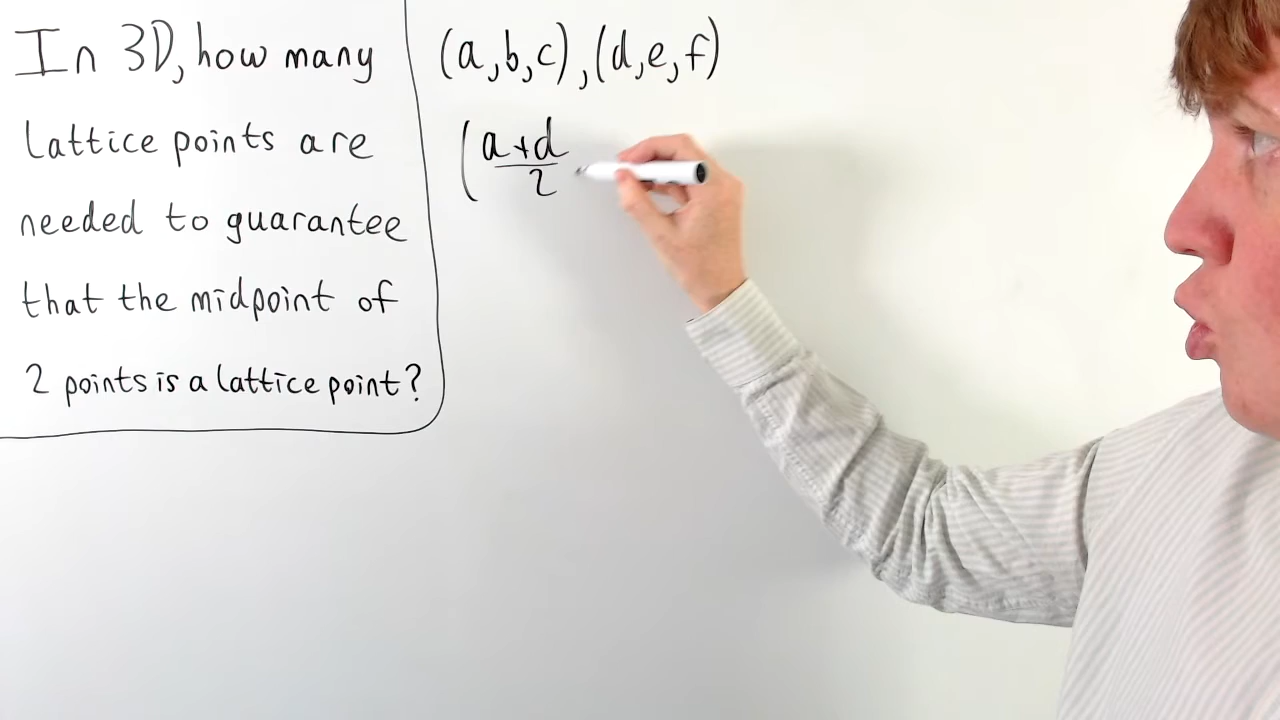 In 3D, how many
lattice points are
needed to guarantee
that the midpoint of
2 points is a lattice point?
(a,b,c),(d,e,f)
(a+d
2